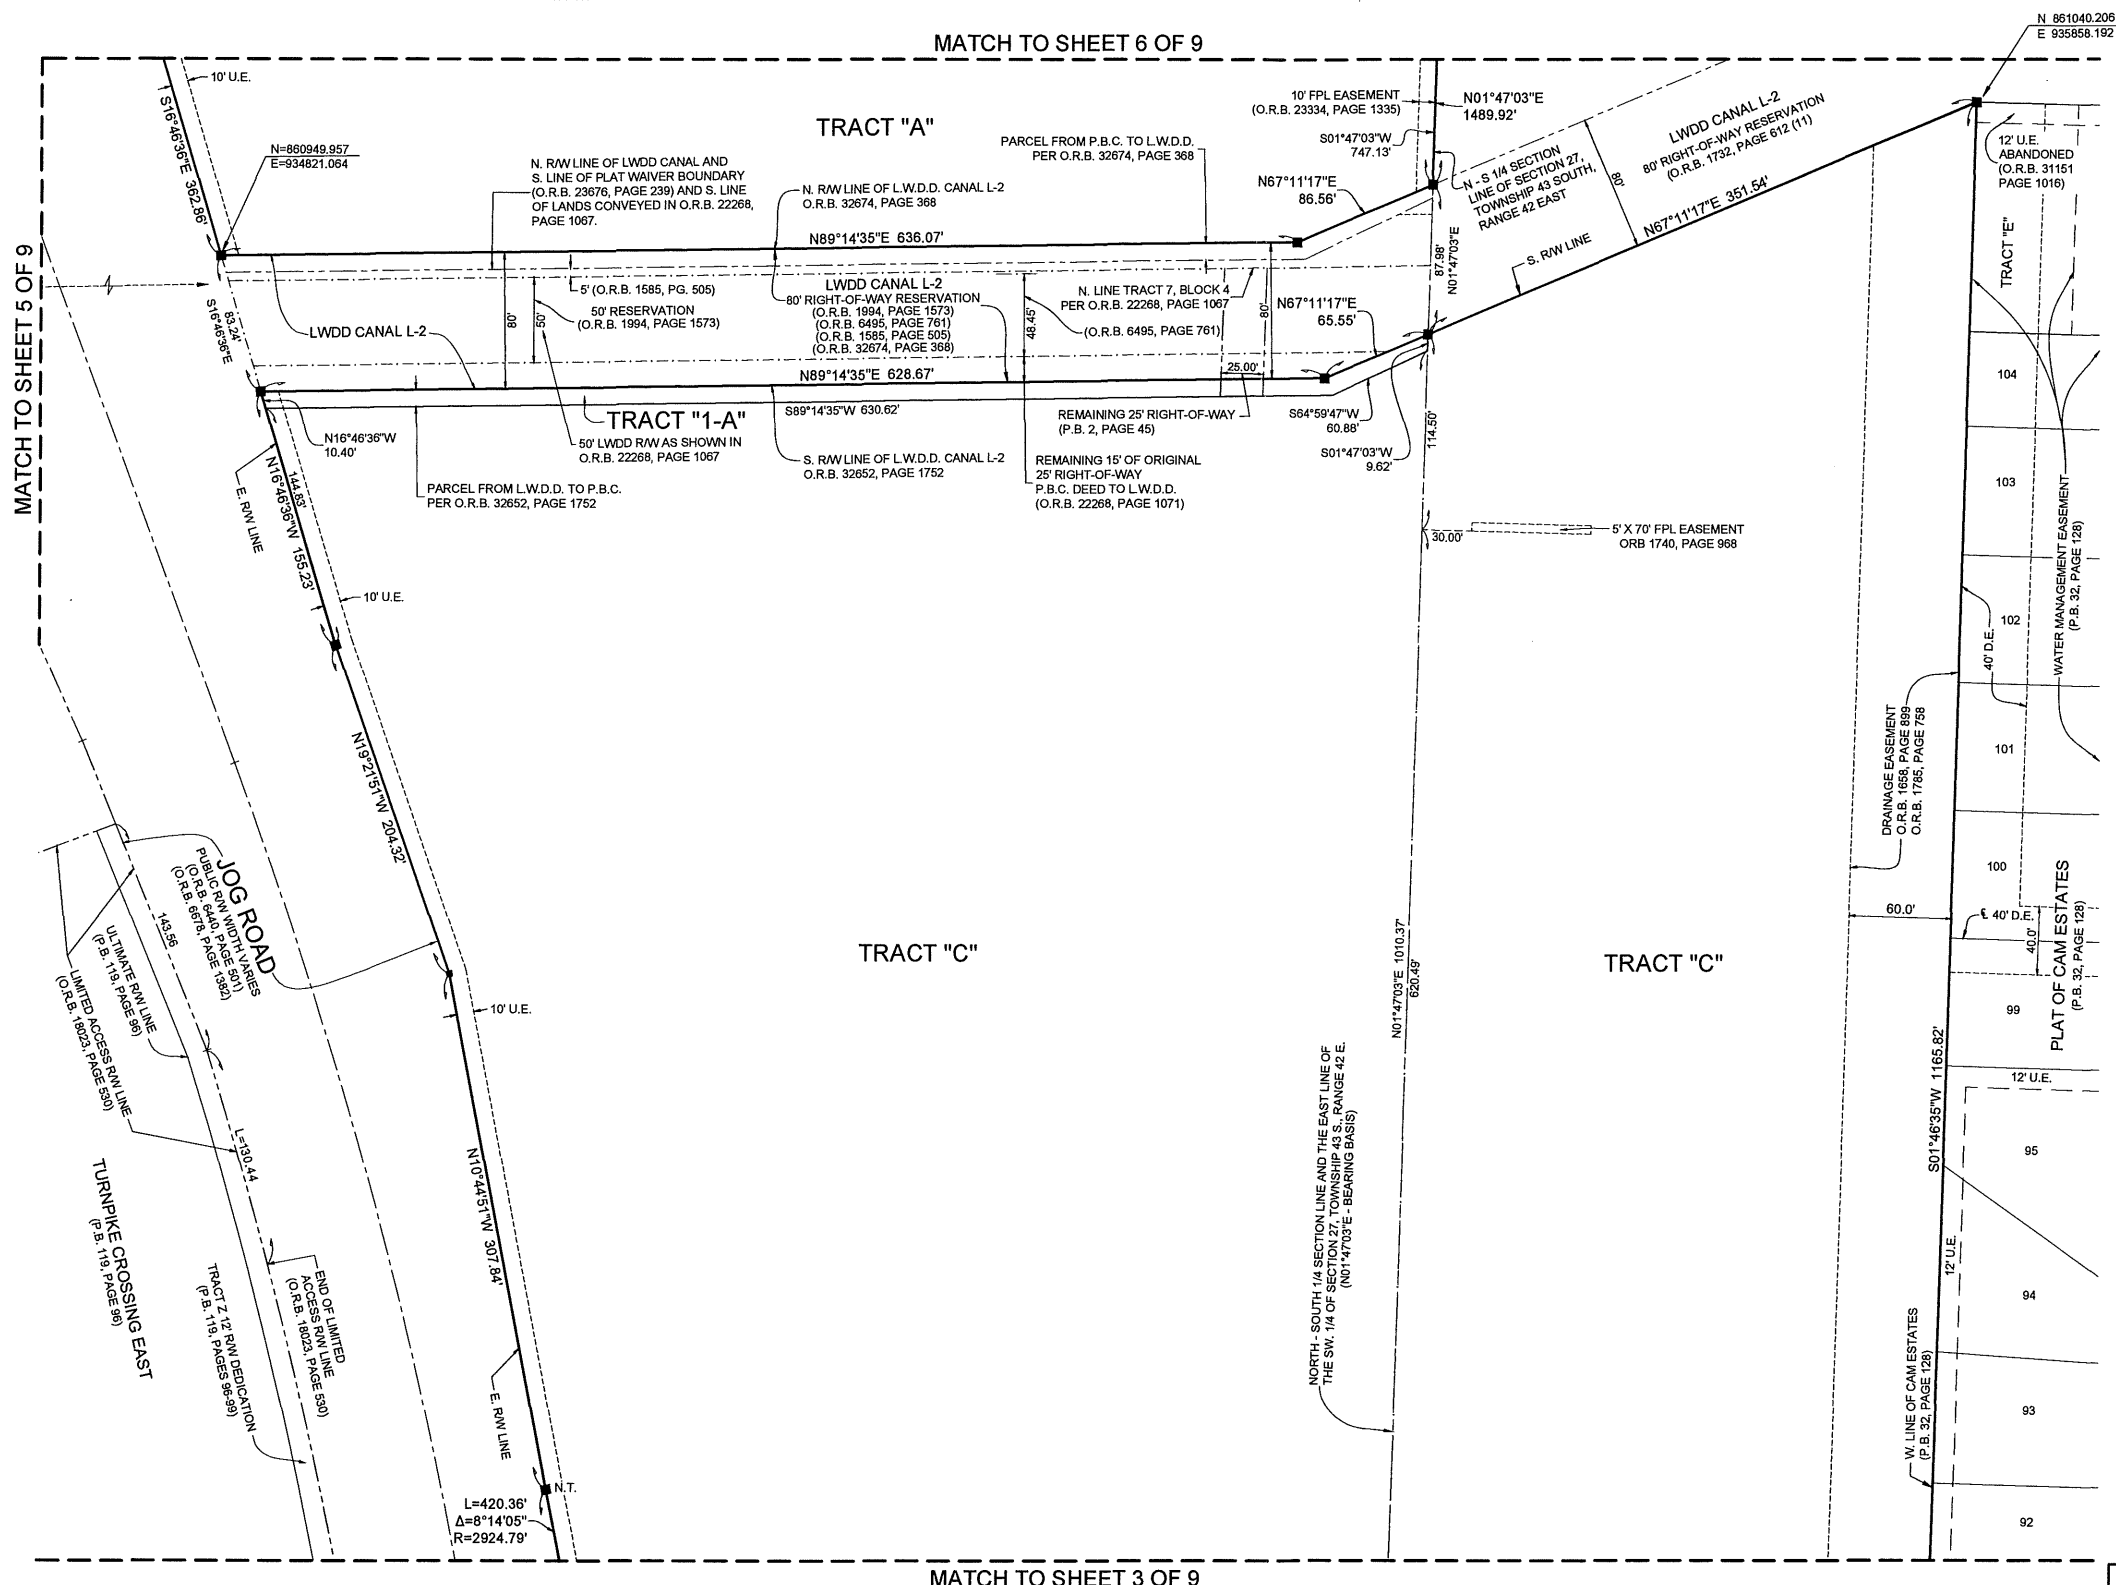 MATCH TO SHEET 6 OF 9
N 861040.206
E 935858.192
10' U.E.
S16°46'36"E 362.86'
N=860949.957
E=934821.064
TRACT "A"
N. R/W LINE OF LWDD CANAL AND
S. LINE OF PLAT WAIVER BOUNDARY
(O.R.B. 23676, PAGE 239) AND S. LINE
OF LANDS CONVEYED IN O.R.B. 22268,
PAGE 1067.
N. R/W LINE OF L.W.D.D. CANAL L-2
O.R.B. 32674, PAGE 368
PARCEL FROM P.B.C. TO L.W.D.D.
PER O.R.B. 32674, PAGE 368
10' FPL EASEMENT
(O.R.B. 23334, PAGE 1335)
N01°47'03"E
1489.92'
S01°47'03"W
747.13'
N67°11'17"E
86.56'
N - S 1/4 SECTION
LINE OF SECTION 27,
TOWNSHIP 43 SOUTH,
RANGE 42 EAST
80'
LWDD CANAL L-2
80' RIGHT-OF-WAY RESERVATION
(O.R.B. 1732, PAGE 612 (11)
N67°11'17"E 351.54'
S. R/W LINE
12' U.E.
ABANDONED
(O.R.B. 31151
PAGE 1016)
TRACT "E"
MATCH TO SHEET 5 OF 9
N89°14'35"E 636.07'
87.98'
N01°47'03"E
83.24'
S16°46'36"E
LWDD CANAL L-2
80'
50'
5' (O.R.B. 1585, PG. 505)
50' RESERVATION
(O.R.B. 1994, PAGE 1573)
LWDD CANAL L-2
80' RIGHT-OF-WAY RESERVATION
(O.R.B. 1994, PAGE 1573)
(O.R.B. 6495, PAGE 761)
(O.R.B. 1585, PAGE 505)
(O.R.B. 32674, PAGE 368)
48.45'
N. LINE TRACT 7, BLOCK 4
PER O.R.B. 22268, PAGE 1067
(O.R.B. 6495, PAGE 761)
80'
N67°11'17"E
65.55'
N89°14'35"E 628.67'
25.00'
S89°14'35"W 630.62'
TRACT "1-A"
N16°46'36"W
10.40'
50' LWDD R/W AS SHOWN IN
O.R.B. 22268, PAGE 1067
S. R/W LINE OF L.W.D.D. CANAL L-2
O.R.B. 32652, PAGE 1752
REMAINING 25' RIGHT-OF-WAY
(P.B. 2, PAGE 45)
REMAINING 15' OF ORIGINAL
25' RIGHT-OF-WAY
P.B.C. DEED TO L.W.D.D.
(O.R.B. 22268, PAGE 1071)
S64°59'47"W
60.88'
S01°47'03"W
9.62'
114.50'
PARCEL FROM L.W.D.D. TO P.B.C.
PER O.R.B. 32652, PAGE 1752
E. R/W LINE
144.83'
N16°46'36"W 155.23'
10' U.E.
30.00'
5' X 70' FPL EASEMENT
ORB 1740, PAGE 968
104
103
102
101
100
99
95
94
93
92
WATER MANAGEMENT EASEMENT
(P.B. 32, PAGE 128)
40' D.E.
DRAINAGE EASEMENT
O.R.B. 1658, PAGE 899
O.R.B. 1785, PAGE 758
60.0'
℄ 40' D.E.
40.0'
PLAT OF CAM ESTATES
(P.B. 32, PAGE 128)
12' U.E.
S01°46'35"W 1165.82'
12' U.E.
W. LINE OF CAM ESTATES
(P.B. 32, PAGE 128)
N19°21'51"W 204.32'
JOG ROAD
PUBLIC R/W WIDTH VARIES
(O.R.B. 6440, PAGE 501)
(O.R.B. 6678, PAGE 1382)
143.56
ULTIMATE R/W LINE
(P.B. 119, PAGE 96)
LIMITED ACCESS R/W LINE
(O.R.B. 18023, PAGE 530)
TRACT "C"
TRACT "C"
N01°47'03"E 1010.37'
620.49'
NORTH - SOUTH 1/4 SECTION LINE AND THE EAST LINE OF
THE SW. 1/4 OF SECTION 27, TOWNSHIP 43 S., RANGE 42 E.
(N01°47'03"E - BEARING BASIS)
10' U.E.
L=130.44
N10°44'51"W 307.84'
TURNPIKE CROSSING EAST
(P.B. 119, PAGE 96)
TRACT Z 12' R/W DEDICATION
(P.B. 119, PAGES 96-99)
END OF LIMITED
ACCESS R/W LINE
(O.R.B. 18023, PAGE 530)
E. R/W LINE
N.T.
L=420.36'
Δ=8°14'05"
R=2924.79'
MATCH TO SHEET 3 OF 9